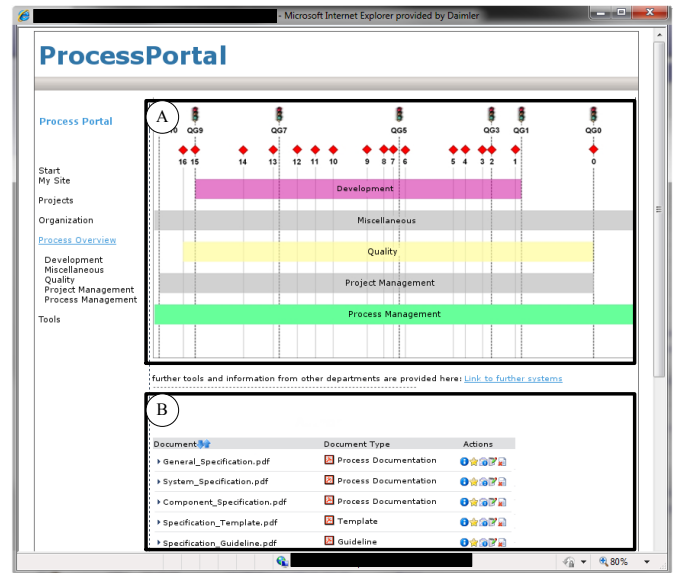 - Microsoft Internet Explorer provided by Daimler
ProcessPortal
Process Portal
A
QG9 QG7 QG5 QG3 QG1 QG0
16 15 14 13 12 11 10 9 8 7 6 5 4 3 2 1 0
Start
My Site
Projects
Organization
Process Overview
Development
Miscellaneous
Quality
Project Management
Process Management
Tools
Development
Miscellaneous
Quality
Project Management
Process Management
further tools and information from other departments are provided here: Link to further systems
B
Document Document Type Actions
General_Specification.pdf Process Documentation
System_Specification.pdf Process Documentation
Component_Specification.pdf Process Documentation
Specification_Template.pdf Template
Specification_Guideline.pdf Guideline
80%